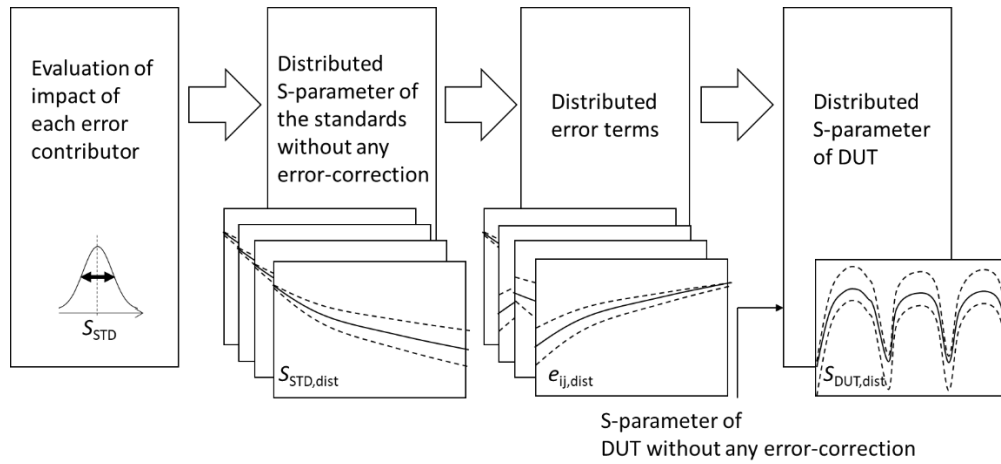 Evaluation of
impact of
each error
contributor
S_STD
Distributed
S-parameter of
the standards
without any
error-correction
S_STD,dist
Distributed
error terms
e_ij,dist
Distributed
S-parameter
of DUT
S_DUT,dist
S-parameter of
DUT without any error-correction